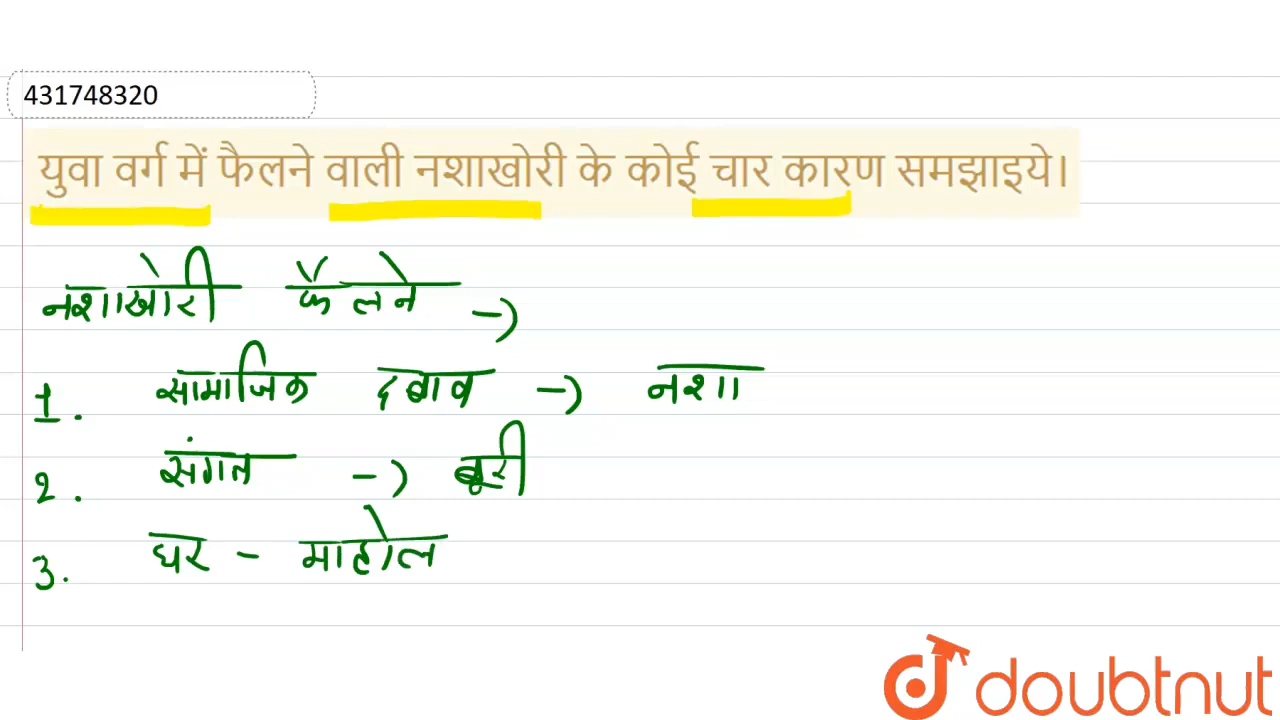 431748320
युवा वर्ग में फैलने वाली नशाखोरी के कोई चार कारण समझाइये।
नशाखोरी फैलने →
1. सामाजिक दबाव → नशा
2. संगत → बुरी
3. घर - माहोल
doubtnut